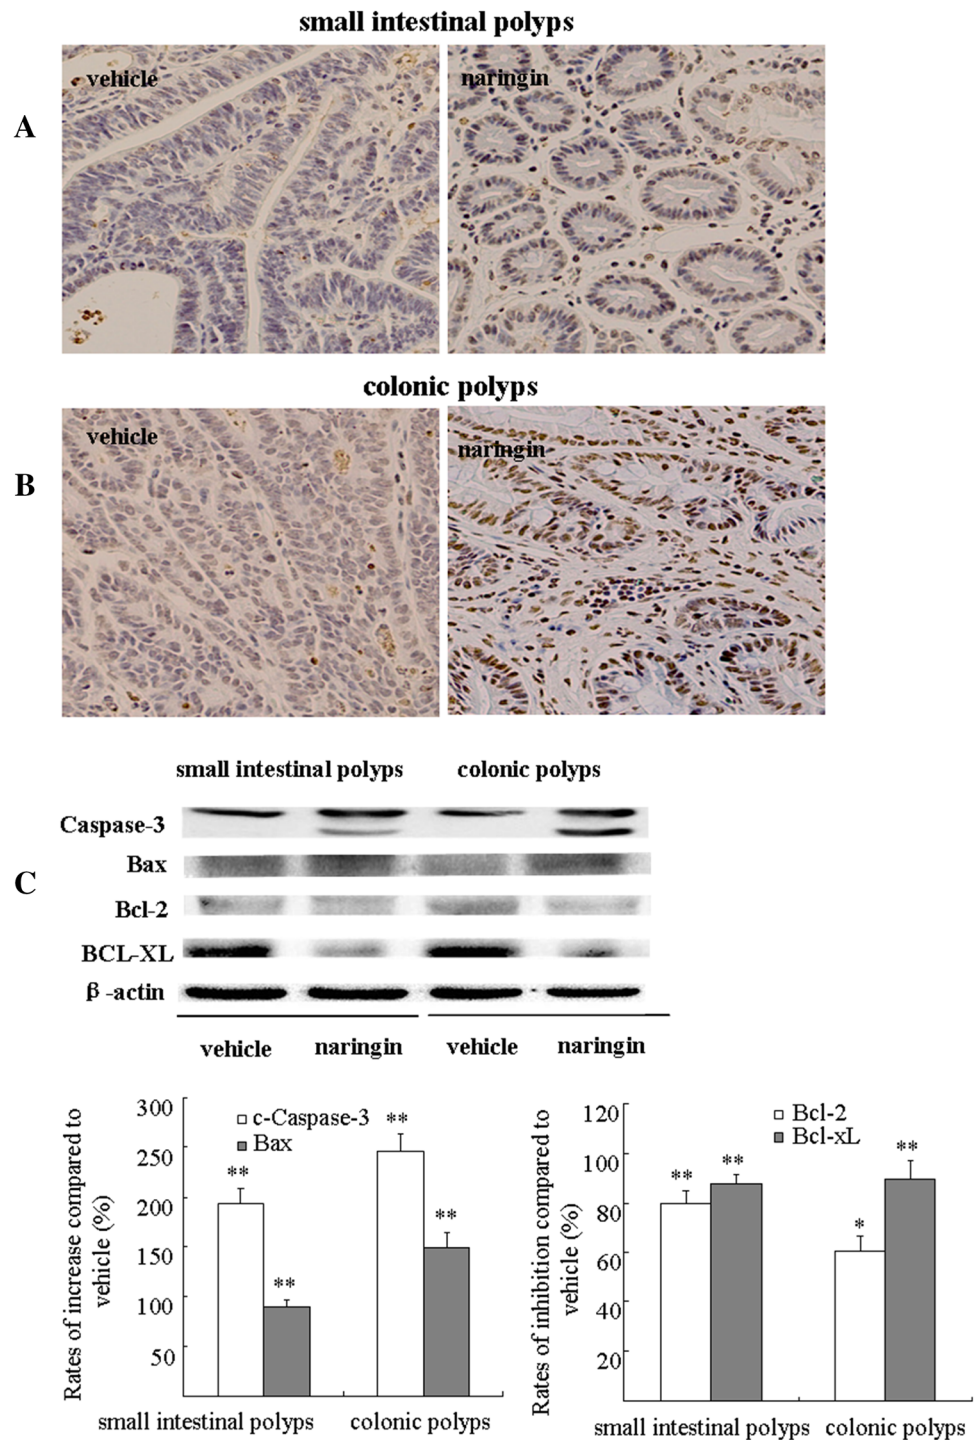 small intestinal polyps
A
vehicle
naringin
colonic polyps
B
vehicle
naringin
small intestinal polyps colonic polyps
C
Caspase-3
Bax
Bcl-2
BCL-XL
β-actin
vehicle naringin vehicle naringin
Rates of increase compared to
vehicle (%)
300
250
200
150
100
50
c-Caspase-3
Bax
**
**
**
**
small intestinal polyps colonic polyps
Rates of inhibition compared to
vehicle (%)
120
100
80
60
40
20
Bcl-2
Bcl-xL
**
**
*
**
small intestinal polyps colonic polyps